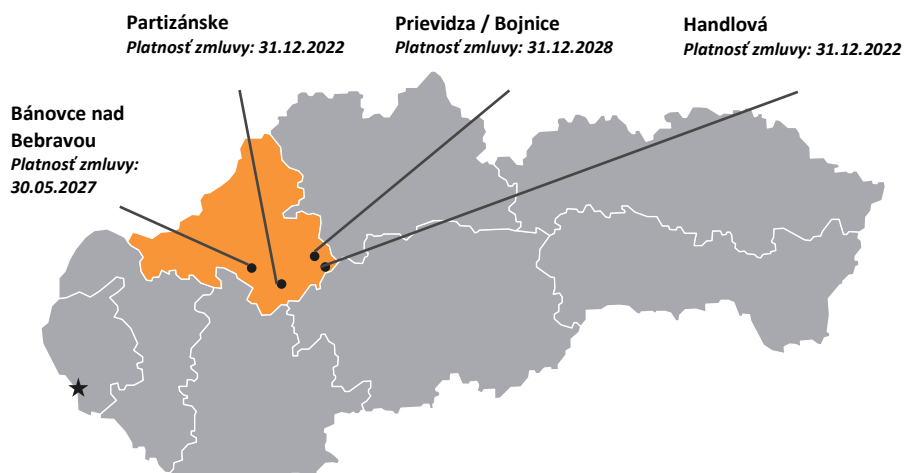 Partizánske
Platnosť zmluvy: 31.12.2022
Prievidza / Bojnice
Platnosť zmluvy: 31.12.2028
Handlová
Platnosť zmluvy: 31.12.2022
Bánovce nad
Bebravou
Platnosť zmluvy:
30.05.2027